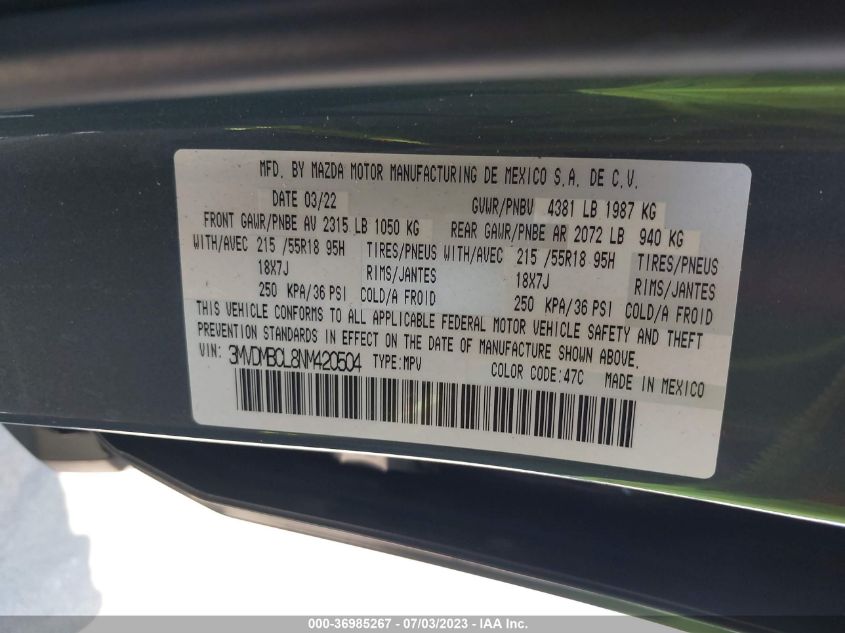 MFD. BY MAZDA MOTOR MANUFACTURING DE MEXICO S.A. DE C.V.
DATE 03/22 GVWR/PNBV 4381 LB 1987 KG
FRONT GAWR/PNBE AV 2315 LB 1050 KG REAR GAWR/PNBE AR 2072 LB 940 KG
WITH/AVEC 215 /55R18 95H TIRES/PNEUS WITH/AVEC 215 /55R18 95H TIRES/PNEUS
18X7J RIMS/JANTES 18X7J RIMS/JANTES
250 KPA/36 PSI COLD/A FROID 250 KPA/36 PSI COLD/A FROID
THIS VEHICLE CONFORMS TO ALL APPLICABLE FEDERAL MOTOR VEHICLE SAFETY AND THEFT
PREVENTION STANDARDS IN EFFECT ON THE DATE OF MANUFACTURE SHOWN ABOVE.
VIN: 3MVDMBCL8NM420504 TYPE:MPV COLOR CODE:47C MADE IN MEXICO
000-36985267 / 07/03/2023 - IAA Inc.